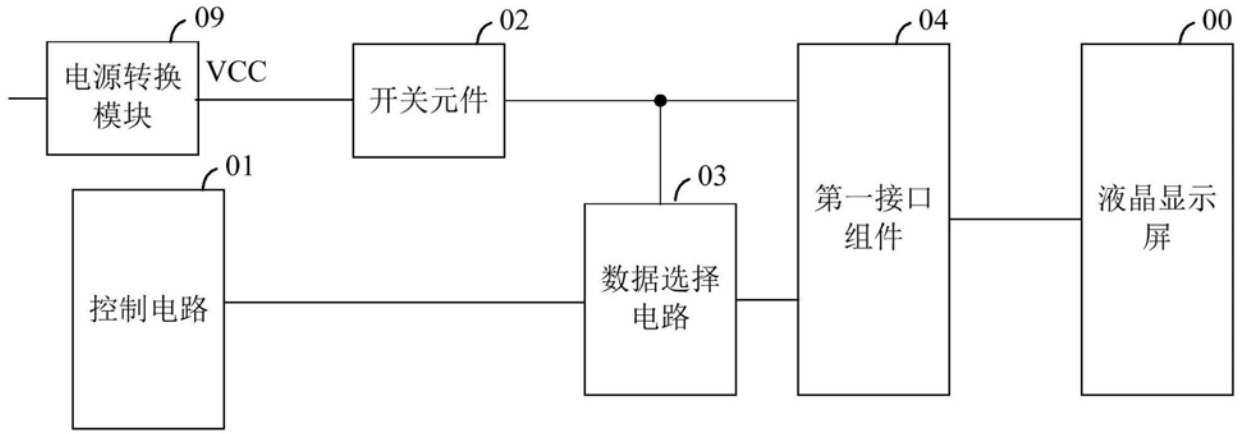 09
02
04
00
电源转换
模块
VCC
开关元件
01
03
第一接口
组件
液晶显示
屏
控制电路
数据选择
电路